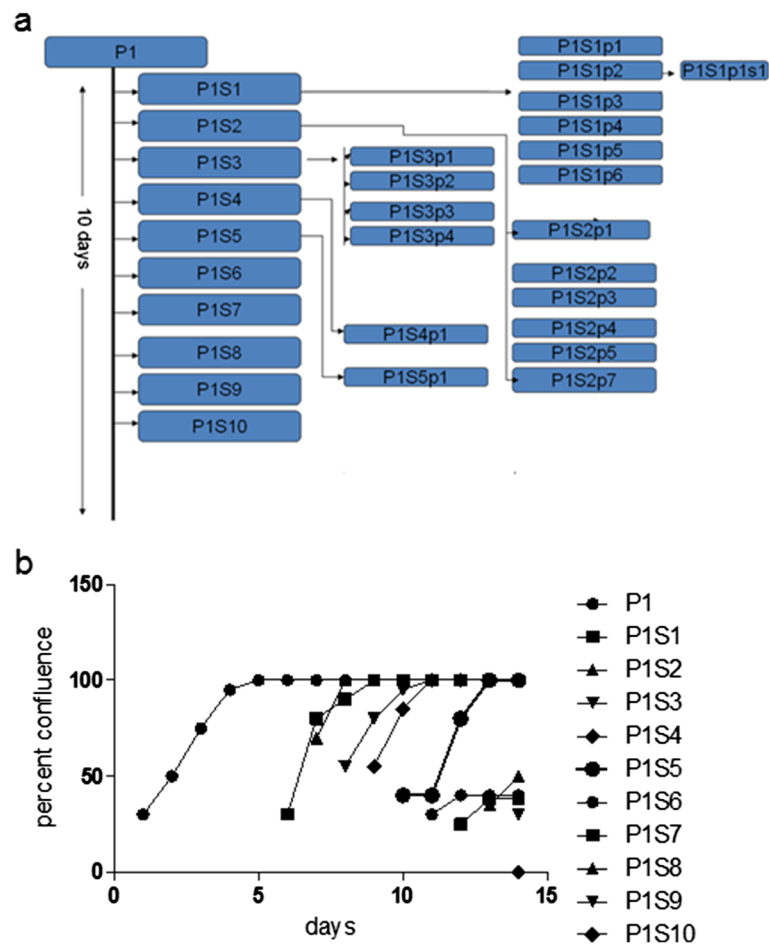 a
P1
P1S1
P1S2
P1S3
P1S4
P1S5
P1S6
P1S7
P1S8
P1S9
P1S10
10 days
P1S3p1
P1S3p2
P1S3p3
P1S3p4
P1S4p1
P1S5p1
P1S1p1
P1S1p2
P1S1p1s1
P1S1p3
P1S1p4
P1S1p5
P1S1p6
P1S2p1
P1S2p2
P1S2p3
P1S2p4
P1S2p5
P1S2p7
b
150
100
50
0
percent confluence
0 5 10 15
days
P1
P1S1
P1S2
P1S3
P1S4
P1S5
P1S6
P1S7
P1S8
P1S9
P1S10